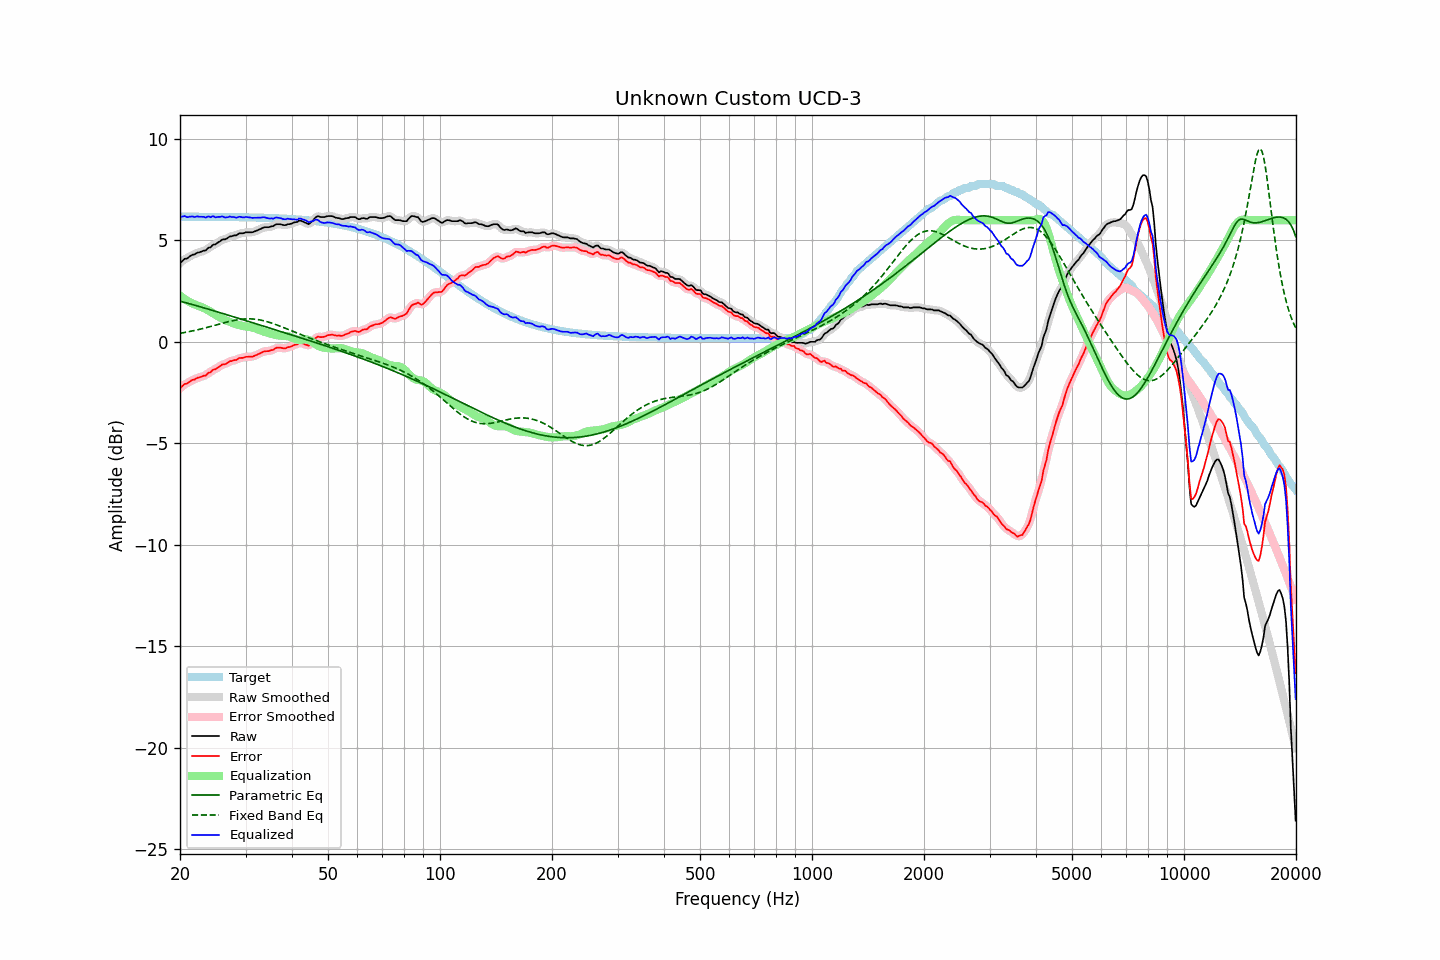 Unknown Custom UCD-3
10
5
0
−5
−10
−15
−20
−25
Amplitude (dBr)
Target
Raw Smoothed
Error Smoothed
Raw
Error
Equalization
Parametric Eq
Fixed Band Eq
Equalized
20 50 100 200 500 1000 2000 5000 10000 20000
Frequency (Hz)